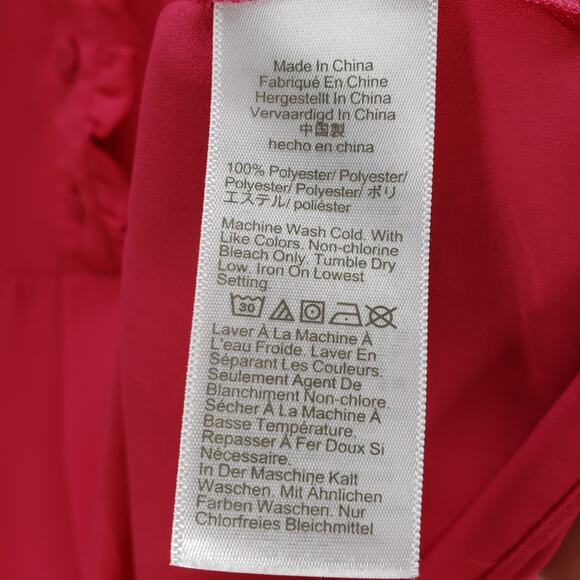 Made In China
Fabriqué En Chine
Hergestellt In China
Vervaardigd In China
中国製
hecho en china
100% Polyester/ Polyester/
Polyester/ Polyester/ ポリ
エステル/ poliéster
Machine Wash Cold. With
Like Colors. Non-chlorine
Bleach Only. Tumble Dry
Low. Iron On Lowest
Setting
30
Laver À La Machine À
L'eau Froide. Laver En
Séparant Les Couleurs.
Seulement Agent De
Blanchiment Non-chlore.
Sécher À La Machine À
Basse Température.
Repasser À Fer Doux Si
Nécessaire.
In Der Maschine Kalt
Waschen. Mit Ähnlichen
Farben Waschen. Nur
Chlorfreies Bleichmittel